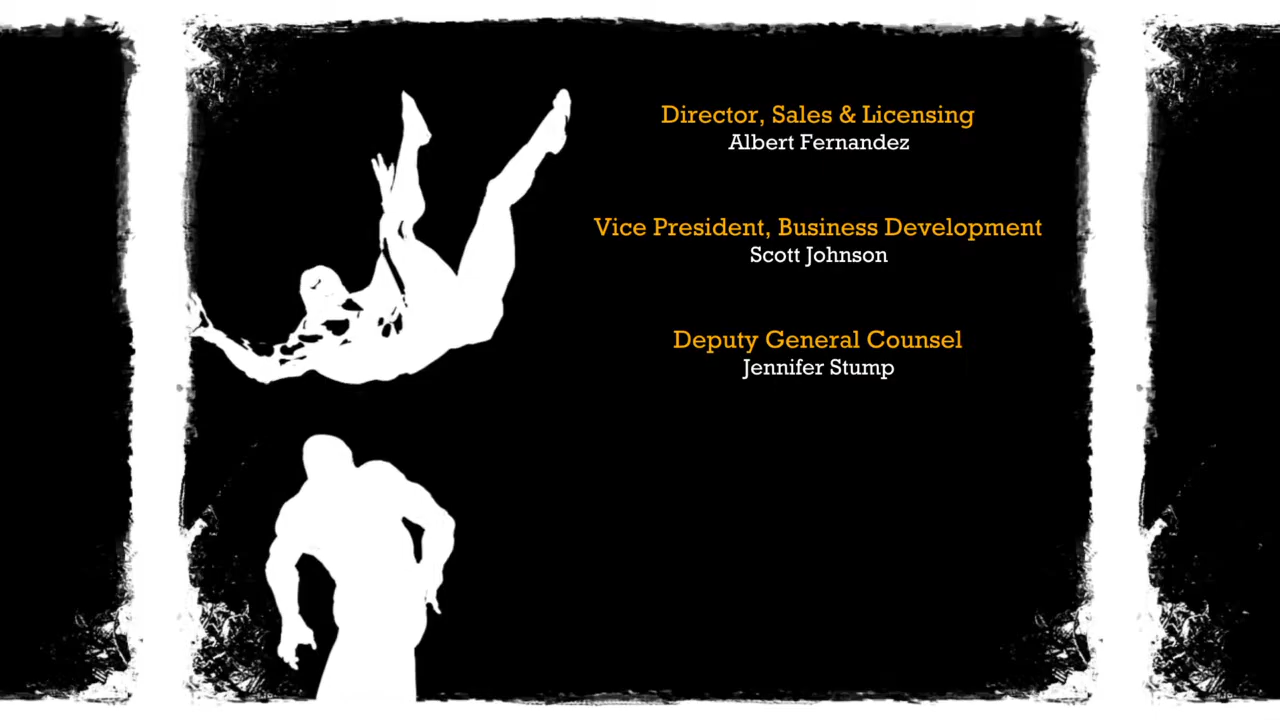 Director, Sales & Licensing
Albert Fernandez
Vice President, Business Development
Scott Johnson
Deputy General Counsel
Jennifer Stump